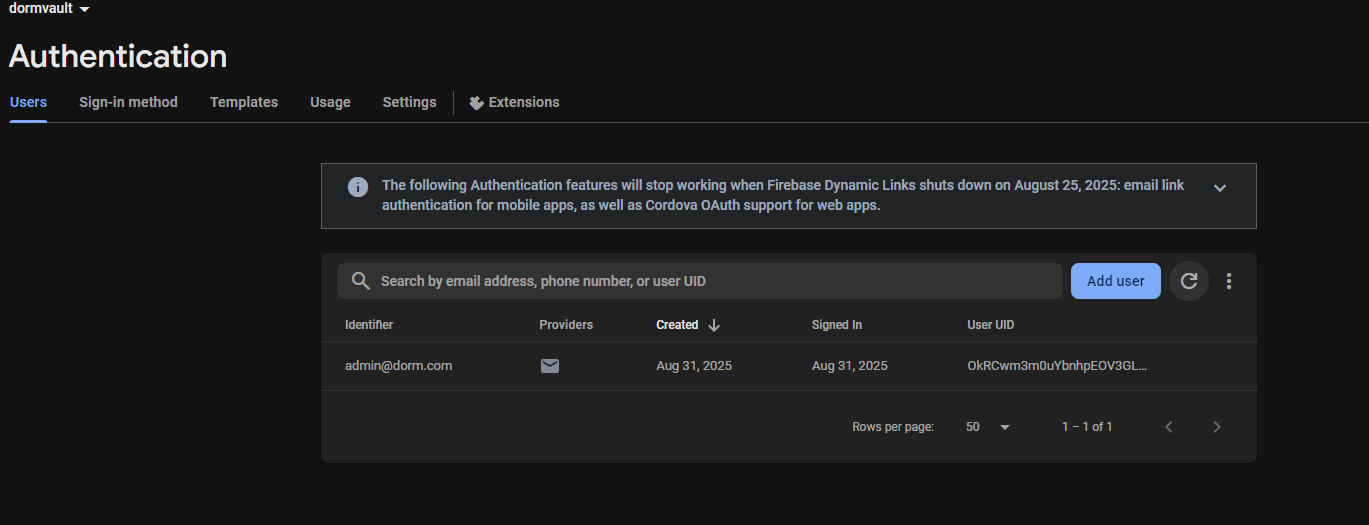 dormvault
Authentication
Users Sign-in method Templates Usage Settings Extensions
The following Authentication features will stop working when Firebase Dynamic Links shuts down on August 25, 2025: email link
authentication for mobile apps, as well as Cordova OAuth support for web apps.
Search by email address, phone number, or user UID Add user
Identifier Providers Created Signed In User UID
admin@dorm.com Aug 31, 2025 Aug 31, 2025 OkRCwm3m0uYbnhpEOV3GL...
Rows per page: 50 1 – 1 of 1